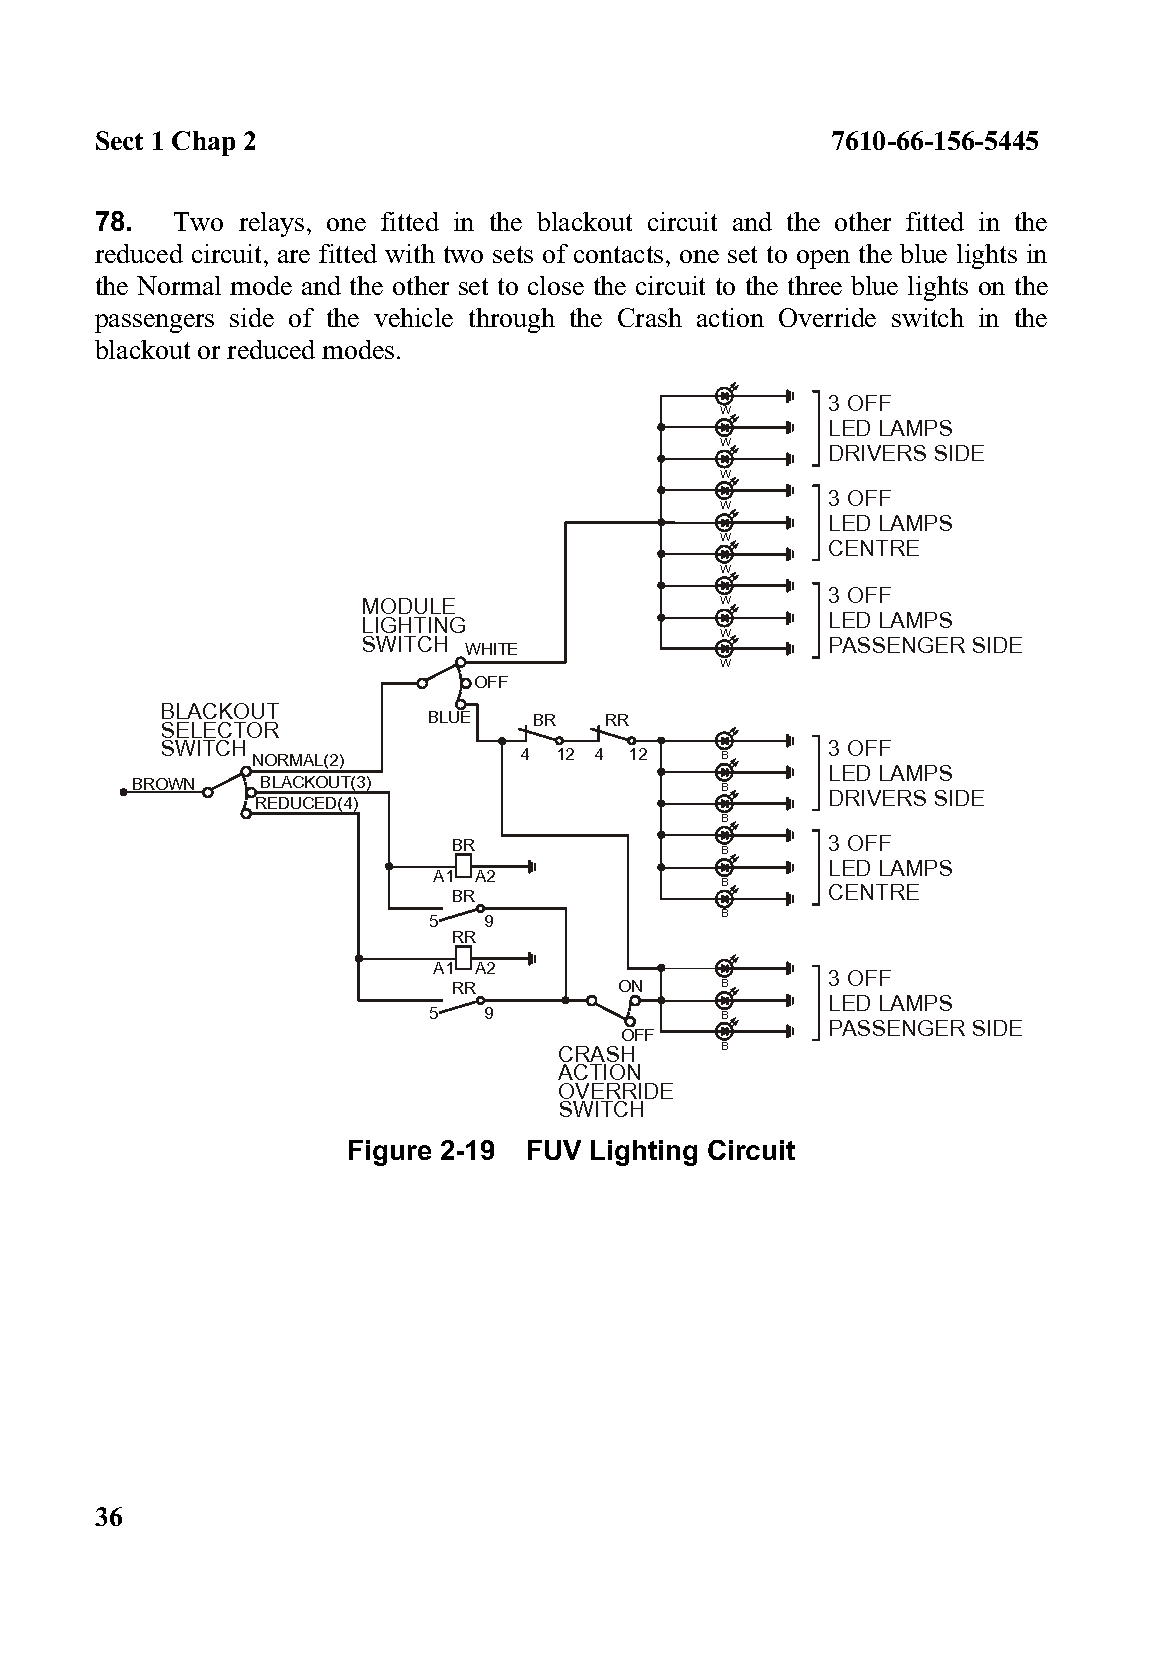 Sect 1 Chap 2 7610-66-156-5445
78. Two relays, one fitted in the blackout circuit and the other fitted in the
reduced circuit, are fitted with two sets of contacts, one set to open the blue lights in
the Normal mode and the other set to close the circuit to the three blue lights on the
passengers side of the vehicle through the Crash action Override switch in the
blackout or reduced modes.
W
W
W
3 OFF
LED LAMPS
DRIVERS SIDE
W
W
W
3 OFF
LED LAMPS
CENTRE
W
W
W
3 OFF
LED LAMPS
PASSENGER SIDE
MODULE
LIGHTING
SWITCH
WHITE
OFF
BLUE
BLACKOUT
SELECTOR
SWITCH
NORMAL(2)
BROWN
BLACKOUT(3)
REDUCED(4)
BR RR
4 12 4 12
B
B
B
3 OFF
LED LAMPS
DRIVERS SIDE
B
B
B
3 OFF
LED LAMPS
CENTRE
BR
A1 A2
BR
5 9
RR
A1 A2
RR
5 9
ON
OFF
B
B
B
3 OFF
LED LAMPS
PASSENGER SIDE
CRASH
ACTION
OVERRIDE
SWITCH
Figure 2-19 FUV Lighting Circuit
36